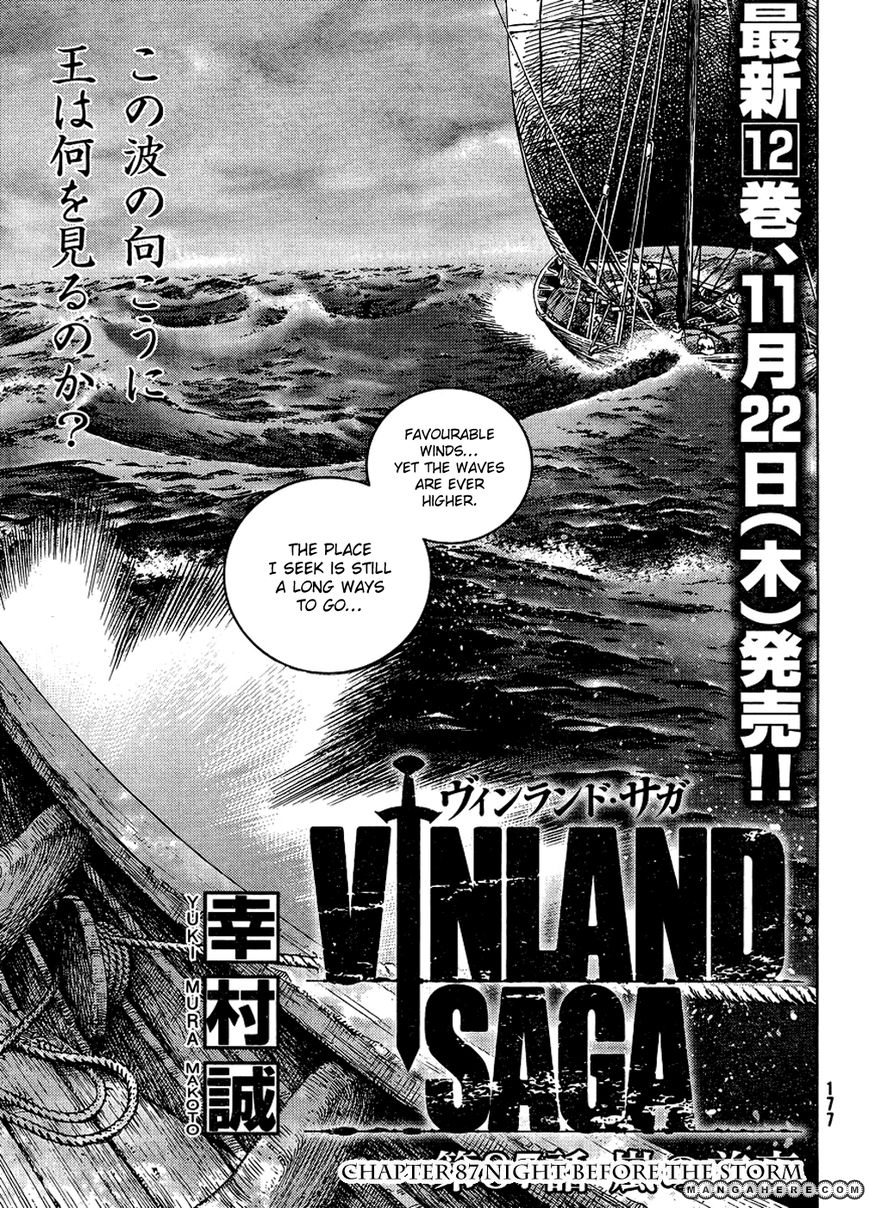 最新12巻、11月22日(木)発売!!
この波の向こうに
王は何を見るのか?
FAVOURABLE
WINDS...
YET THE WAVES
ARE EVER
HIGHER.
THE PLACE
I SEEK IS STILL
A LONG WAYS
TO GO...
ヴィンランド・サガ
VINLAND
SAGA
幸村誠
YUKIMURA MAKOTO
177
CHAPTER 87 NIGHT BEFORE THE STORM
MANGAHERE.COM